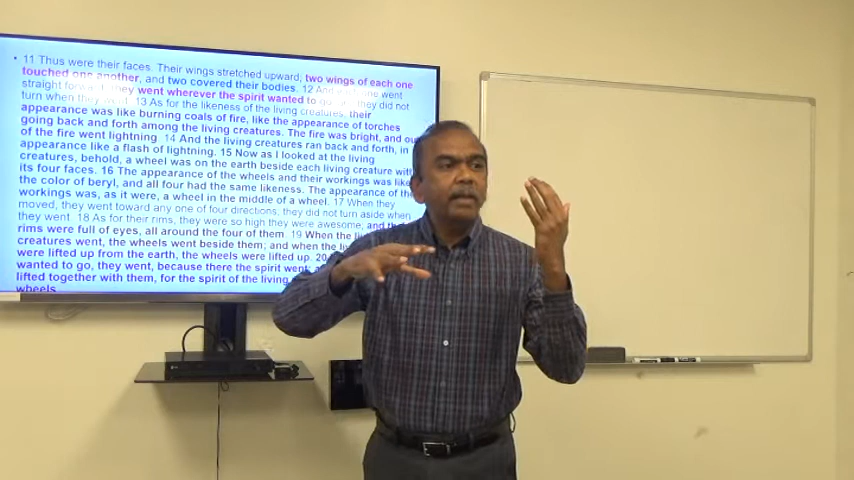 • 11 Thus were their faces. Their wings stretched upward; two wings of each one
touched one another, and two covered their bodies. 12 And each one went
straight forward; they went wherever the spirit wanted to go, and they did not
turn when they went. 13 As for the likeness of the living creatures, their
appearance was like burning coals of fire, like the appearance of torches
going back and forth among the living creatures. The fire was bright, and out
of the fire went lightning. 14 And the living creatures ran back and forth, in
appearance like a flash of lightning. 15 Now as I looked at the living
creatures, behold, a wheel was on the earth beside each living creature with
its four faces. 16 The appearance of the wheels and their workings was like
the color of beryl, and all four had the same likeness. The appearance of the
workings was, as it were, a wheel in the middle of a wheel. 17 When they
moved, they went toward any one of four directions; they did not turn aside when
they went. 18 As for their rims, they were so high they were awesome; and the
rims were full of eyes, all around the four of them. 19 When the
creatures went, the wheels went beside them; and when the
were lifted up from the earth, the wheels were lifted up. 20
wanted to go, they went, because there the spirit went;
lifted together with them, for the spirit of the living
wheels.